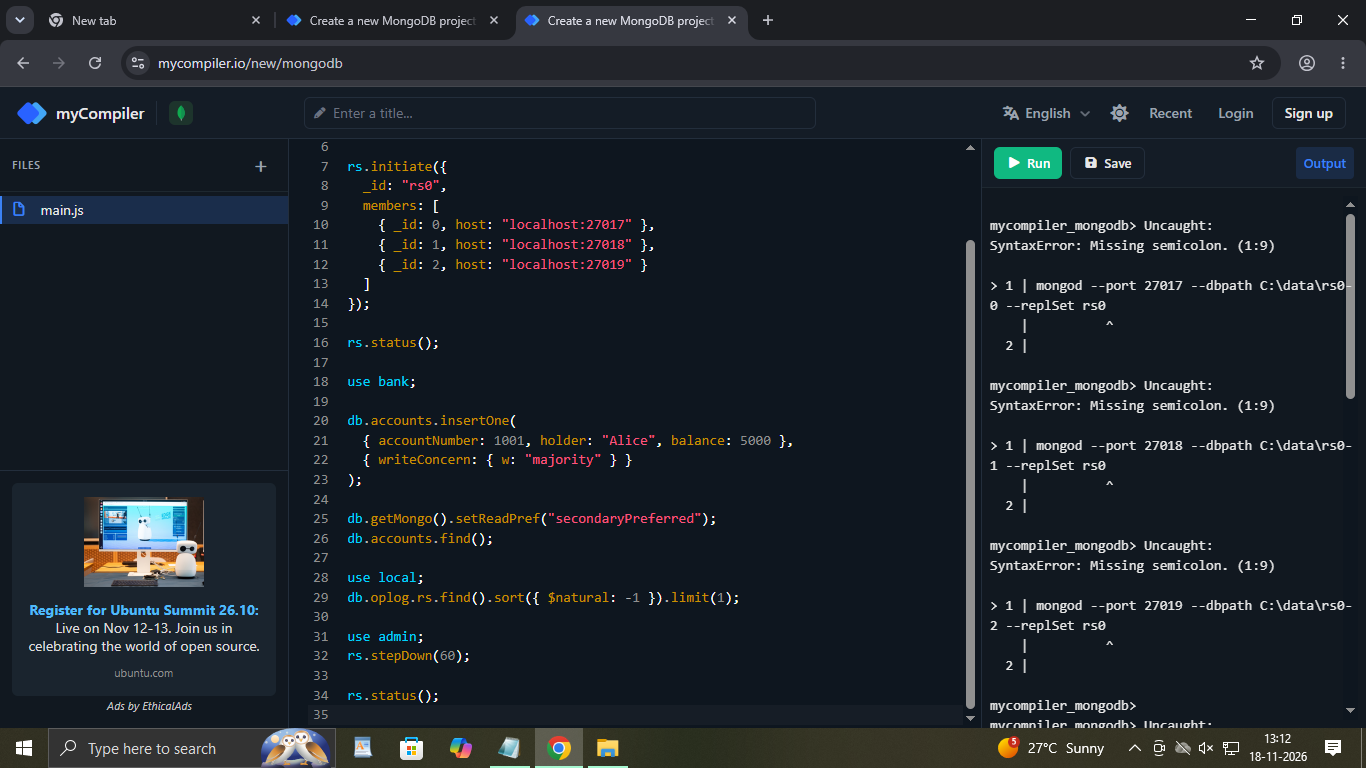 New tab
Create a new MongoDB project
Create a new MongoDB project
mycompiler.io/new/mongodb
myCompiler
Enter a title...
English
Recent
Login
Sign up
FILES
main.js
Register for Ubuntu Summit 26.10:
Live on Nov 12-13. Join us in
celebrating the world of open source.
ubuntu.com
Ads by EthicalAds
6
7 rs.initiate({
8   _id: "rs0",
9   members: [
10     { _id: 0, host: "localhost:27017" },
11     { _id: 1, host: "localhost:27018" },
12     { _id: 2, host: "localhost:27019" }
13   ]
14 });
15
16 rs.status();
17
18 use bank;
19
20 db.accounts.insertOne(
21   { accountNumber: 1001, holder: "Alice", balance: 5000 },
22   { writeConcern: { w: "majority" } }
23 );
24
25 db.getMongo().setReadPref("secondaryPreferred");
26 db.accounts.find();
27
28 use local;
29 db.oplog.rs.find().sort({ $natural: -1 }).limit(1);
30
31 use admin;
32 rs.stepDown(60);
33
34 rs.status();
35
Run
Save
Output
mycompiler_mongodb> Uncaught:
SyntaxError: Missing semicolon. (1:9)
> 1 | mongod --port 27017 --dbpath C:\data\rs0-
0 --replSet rs0
    |          ^
  2 |
mycompiler_mongodb> Uncaught:
SyntaxError: Missing semicolon. (1:9)
> 1 | mongod --port 27018 --dbpath C:\data\rs0-
1 --replSet rs0
    |          ^
  2 |
mycompiler_mongodb> Uncaught:
SyntaxError: Missing semicolon. (1:9)
> 1 | mongod --port 27019 --dbpath C:\data\rs0-
2 --replSet rs0
    |          ^
  2 |
mycompiler_mongodb>
mycompiler_mongodb> Uncaught:
Type here to search
5
27°C Sunny
13:12
18-11-2026